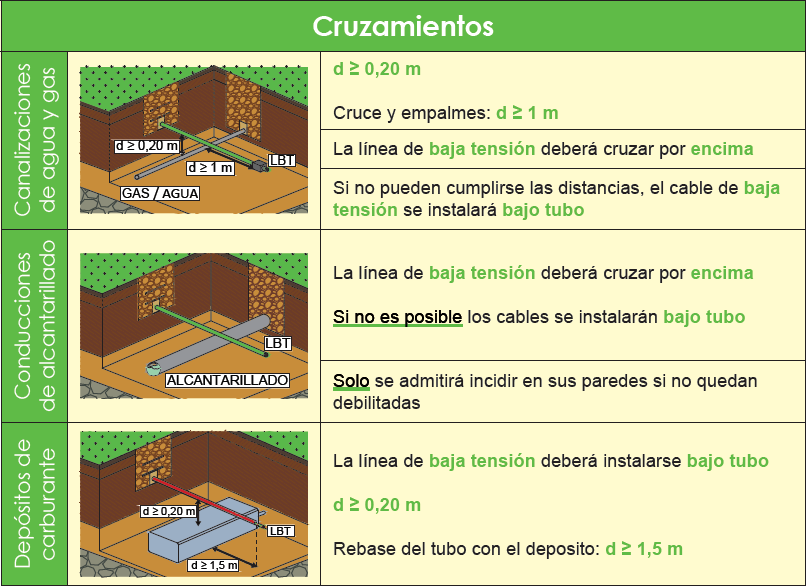 Cruzamientos
Canalizaciones
de agua y gas
d ≥ 0,20 m
d ≥ 1 m
LBT
GAS / AGUA
d ≥ 0,20 m
Cruce y empalmes: d ≥ 1 m
La línea de baja tensión deberá cruzar por encima
Si no pueden cumplirse las distancias, el cable de baja
tensión se instalará bajo tubo
Conducciones
de alcantarillado
LBT
ALCANTARILLADO
La línea de baja tensión deberá cruzar por encima
Si no es posible los cables se instalarán bajo tubo
Solo se admitirá incidir en sus paredes si no quedan
debilitadas
Depósitos de
carburante
d ≥ 0,20 m
LBT
d ≥ 1,5 m
La línea de baja tensión deberá instalarse bajo tubo
d ≥ 0,20 m
Rebase del tubo con el deposito: d ≥ 1,5 m